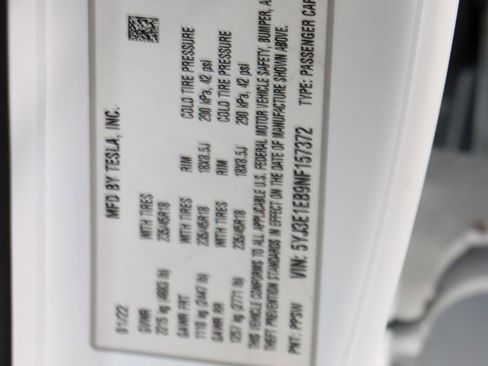 MFD BY TESLA, INC.
01/22
GVWR WITH TIRES RIM COLD TIRE PRESSURE
2215 kg (4883 lb) 235/45R18 18X8.5J 290 kPa, 42 psi
GAWR FRT WITH TIRES RIM COLD TIRE PRESSURE
1110 kg (2447 lb) 235/45R18 18X8.5J 290 kPa, 42 psi
GAWR RR WITH TIRES
1257 kg (2771 lb) 235/45R18
THIS VEHICLE CONFORMS TO ALL APPLICABLE U.S. FEDERAL MOTOR VEHICLE SAFETY, BUMPER, A
THEFT PREVENTION STANDARDS IN EFFECT ON THE DATE OF MANUFACTURE SHOWN ABOVE.
PNT: PPSW VIN: 5YJ3E1EB9NF157372 TYPE: PASSENGER CAR